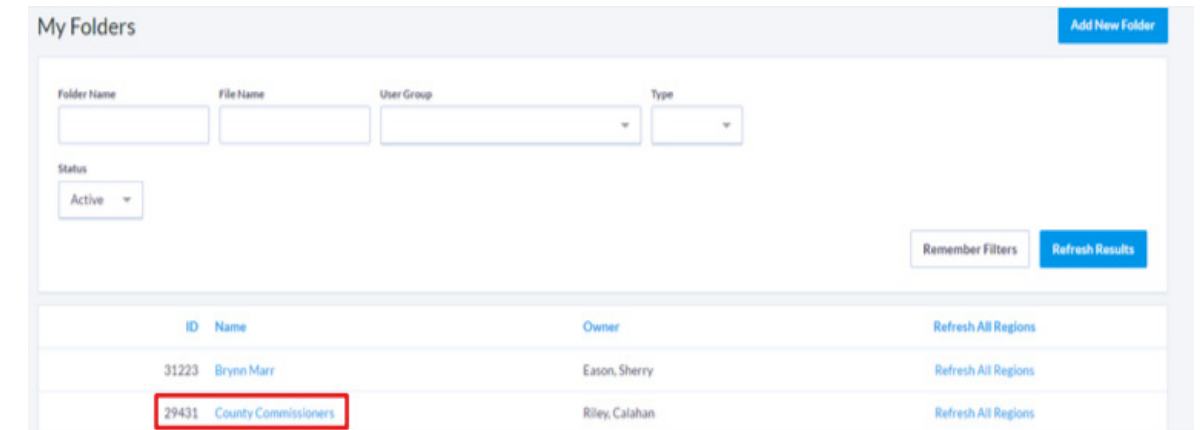 My Folders
Add New Folder
Folder Name File Name User Group Type
Status
Active
Remember Filters Refresh Results
ID Name Owner Refresh All Regions
31223 Brynn Marr Eason, Sherry Refresh All Regions
29431 County Commissioners Riley, Calahan Refresh All Regions